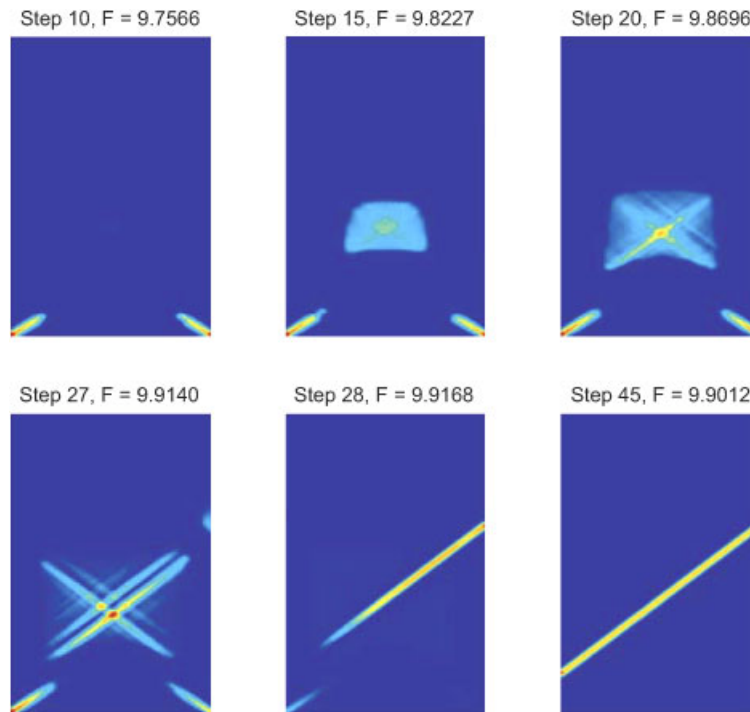 Step 10, F = 9.7566
Step 15, F = 9.8227
Step 20, F = 9.8696
Step 27, F = 9.9140
Step 28, F = 9.9168
Step 45, F = 9.9012